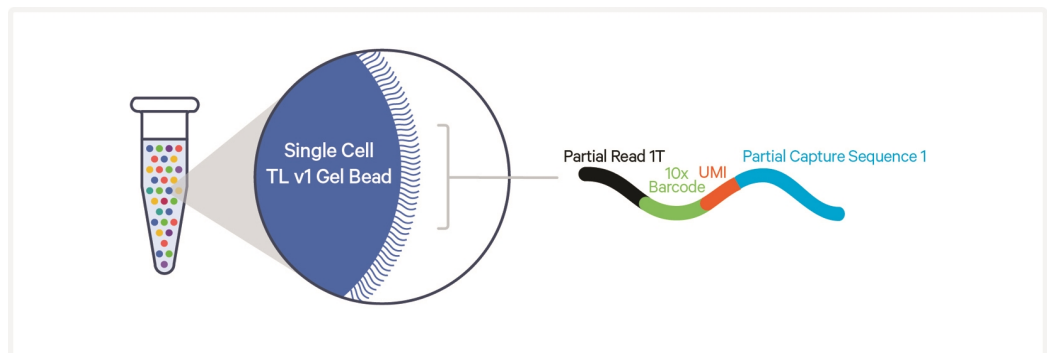 Single Cell
TL v1 Gel Bead
Partial Read 1T
10x
Barcode
UMI
Partial Capture Sequence 1